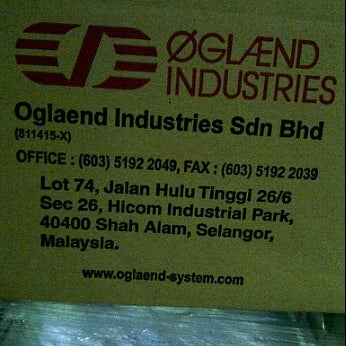 ØGLÆND
INDUSTRIES
Oglaend Industries Sdn Bhd
(811415-X)
OFFICE : (603) 5192 2049, FAX : (603) 5192 2039
Lot 74, Jalan Hulu Tinggi 26/6
Sec 26, Hicom Industrial Park,
40400 Shah Alam, Selangor,
Malaysia.
www.oglaend-system.com